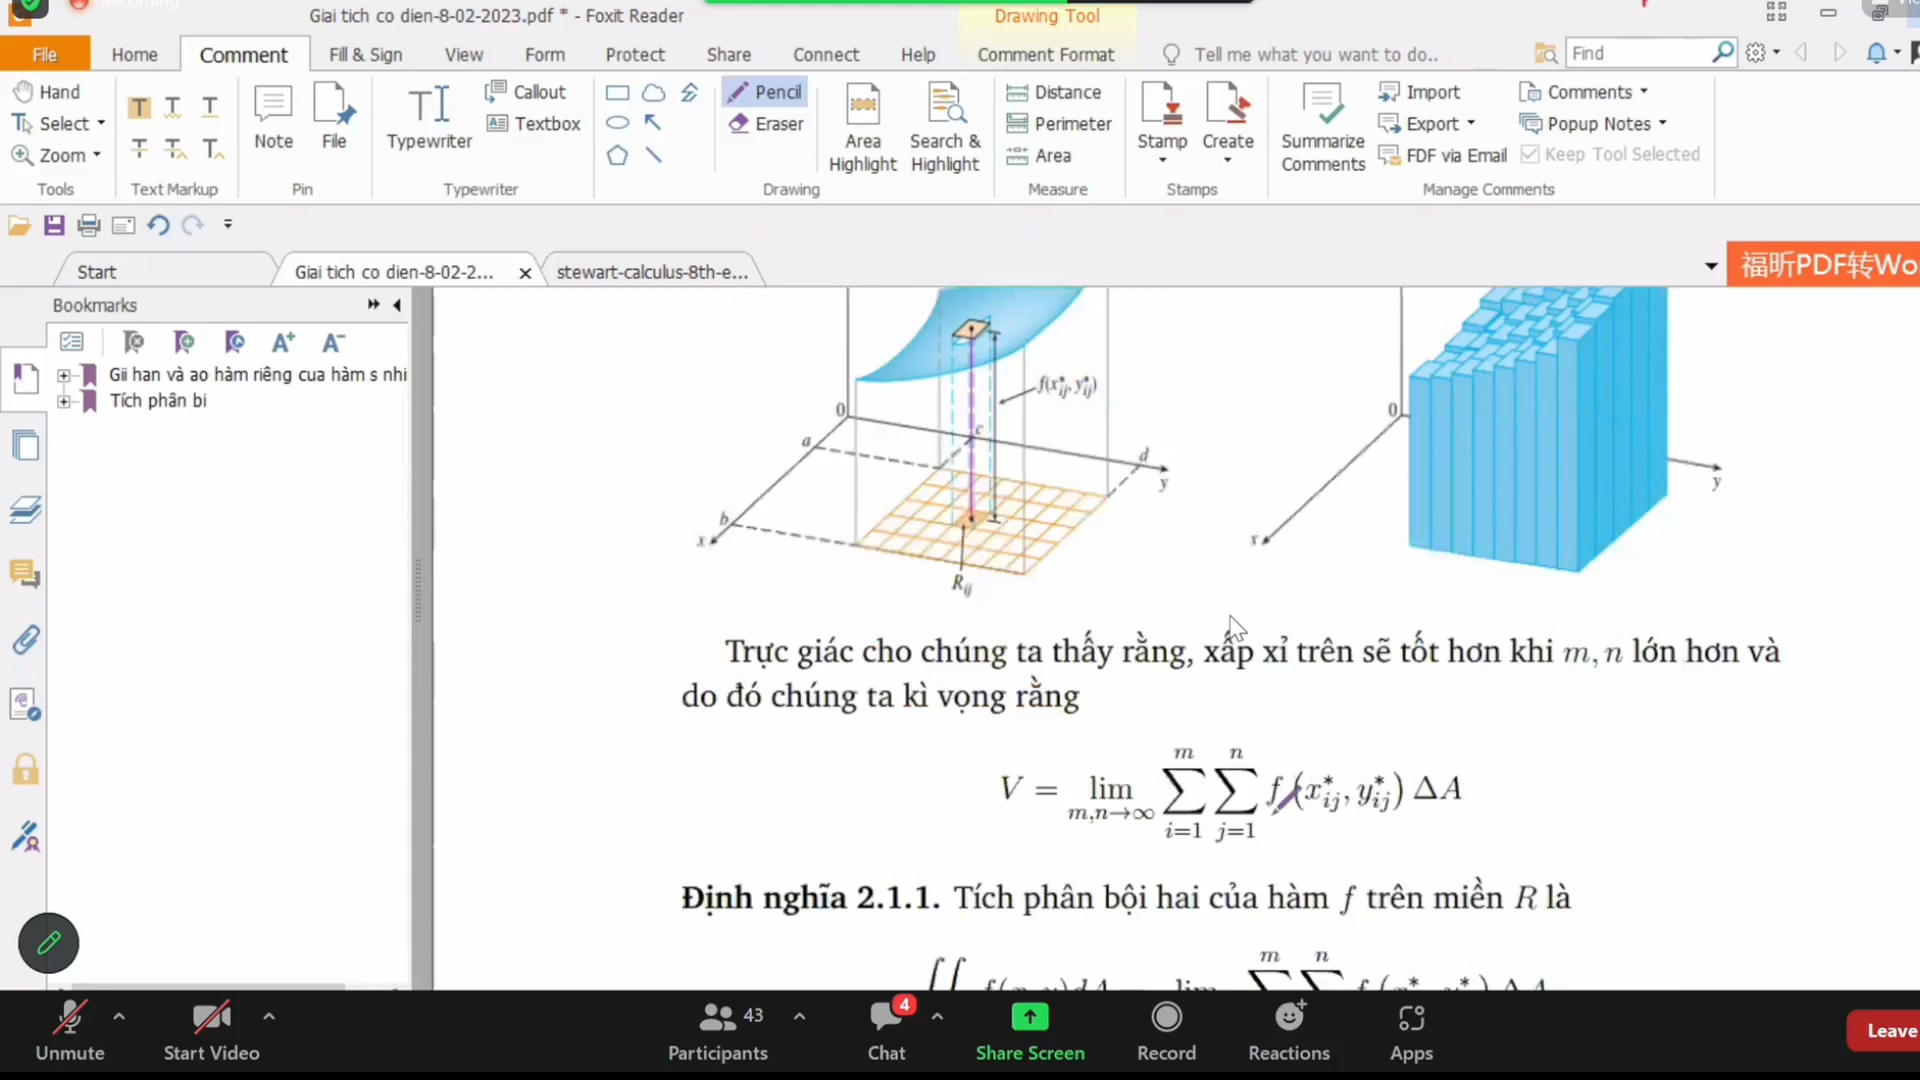 Recording
Giai tich co dien-8-02-2023.pdf * - Foxit Reader
Drawing Tool
File Home Comment Fill & Sign View Form Protect Share Connect Help Comment Format Tell me what you want to do.. Find
Hand
Select
Zoom
Tools
Text Markup
Note File
Pin
Typewriter
Callout
Textbox
Typewriter
Pencil
Eraser
Area Highlight
Search & Highlight
Drawing
Distance
Perimeter
Area
Measure
Stamp Create
Stamps
Summarize Comments
Import
Export
FDF via Email
Comments
Popup Notes
Keep Tool Selected
Manage Comments
Start
Giai tich co dien-8-02-2...
stewart-calculus-8th-e...
福昕PDF转Wo
Bookmarks
Gii han và ao hàm riêng cua hàm s nhi
Tích phân bi
f(x*ij, y*ij)
0
a
c
d
y
b
x
Rij
0
y
x
Trực giác cho chúng ta thấy rằng, xấp xỉ trên sẽ tốt hơn khi m, n lớn hơn và
do đó chúng ta kì vọng rằng
V = lim m,n→∞ ∑ i=1 m ∑ j=1 n f (x*ij, y*ij) ΔA
Định nghĩa 2.1.1. Tích phân bội hai của hàm f trên miền R là
m n
Unmute
Start Video
43
Participants
4
Chat
Share Screen
Record
Reactions
Apps
Leave